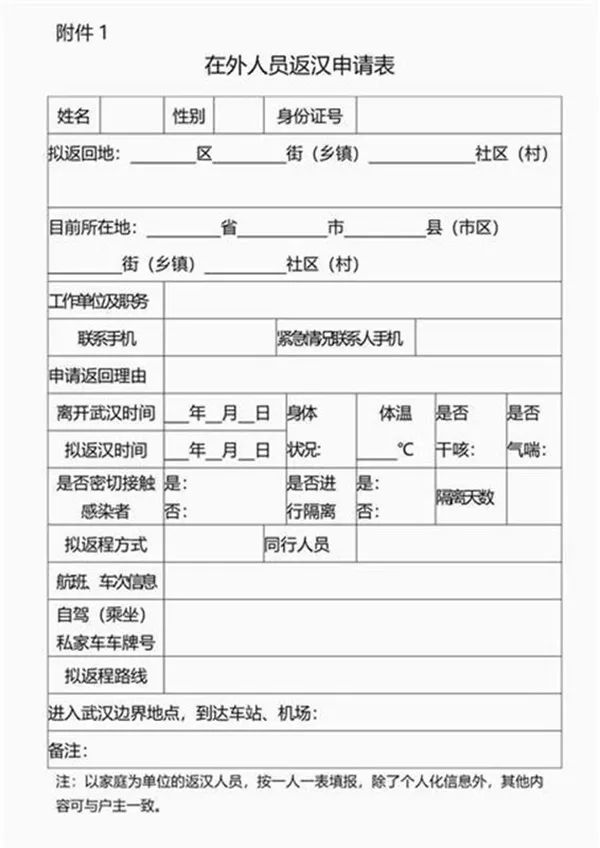 附件 1
在外人员返汉申请表
姓名 性别 身份证号
拟返回地：_______区_______街（乡镇）__________社区（村）
目前所在地：_______省________市________县（市区）
_______街（乡镇）________社区（村）
工作单位及职务
联系手机 紧急情况联系人手机
申请返回理由
离开武汉时间 __年__月__日 身体 体温 是否 是否
拟返汉时间 __年__月__日 状况： ____℃ 干咳： 气喘：
是否密切接触 是： 是否进 是： 隔离天数
感染者 否： 行隔离 否：
拟返程方式 同行人员
航班、车次信息
自驾（乘坐）
私家车车牌号
拟返程路线
进入武汉边界地点，到达车站、机场：
备注：
注：以家庭为单位的返汉人员，按一人一表填报，除了个人化信息外，其他内
容可与户主一致。